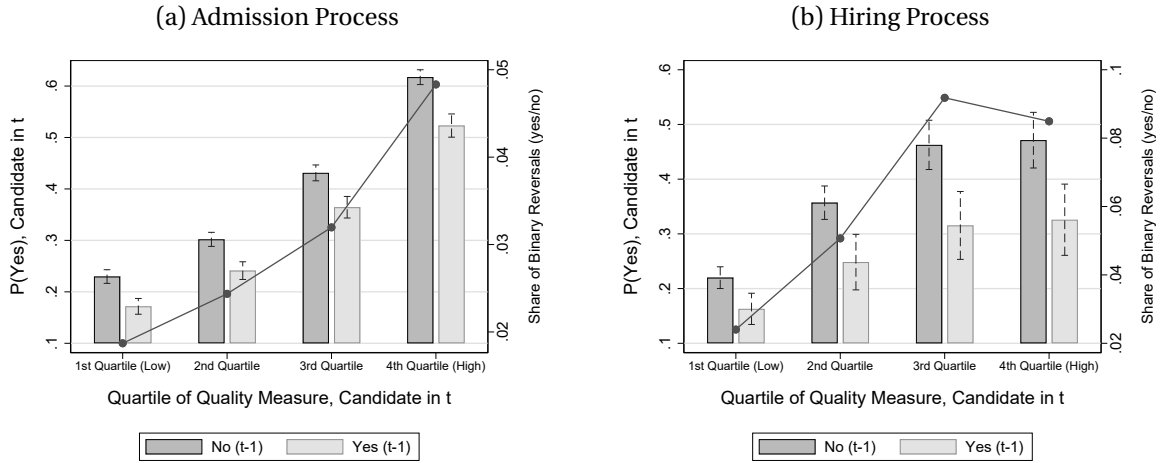 (a) Admission Process
P(Yes), Candidate in t
.1 .2 .3 .4 .5 .6
.02 .03 .04 .05
Share of Binary Reversals (yes/no)
1st Quartile (Low) 2nd Quartile 3rd Quartile 4th Quartile (High)
Quartile of Quality Measure, Candidate in t
No (t-1) Yes (t-1)
(b) Hiring Process
P(Yes), Candidate in t
.1 .2 .3 .4 .5 .6
.02 .04 .06 .08 .1
Share of Binary Reversals (yes/no)
1st Quartile (Low) 2nd Quartile 3rd Quartile 4th Quartile (High)
Quartile of Quality Measure, Candidate in t
No (t-1) Yes (t-1)